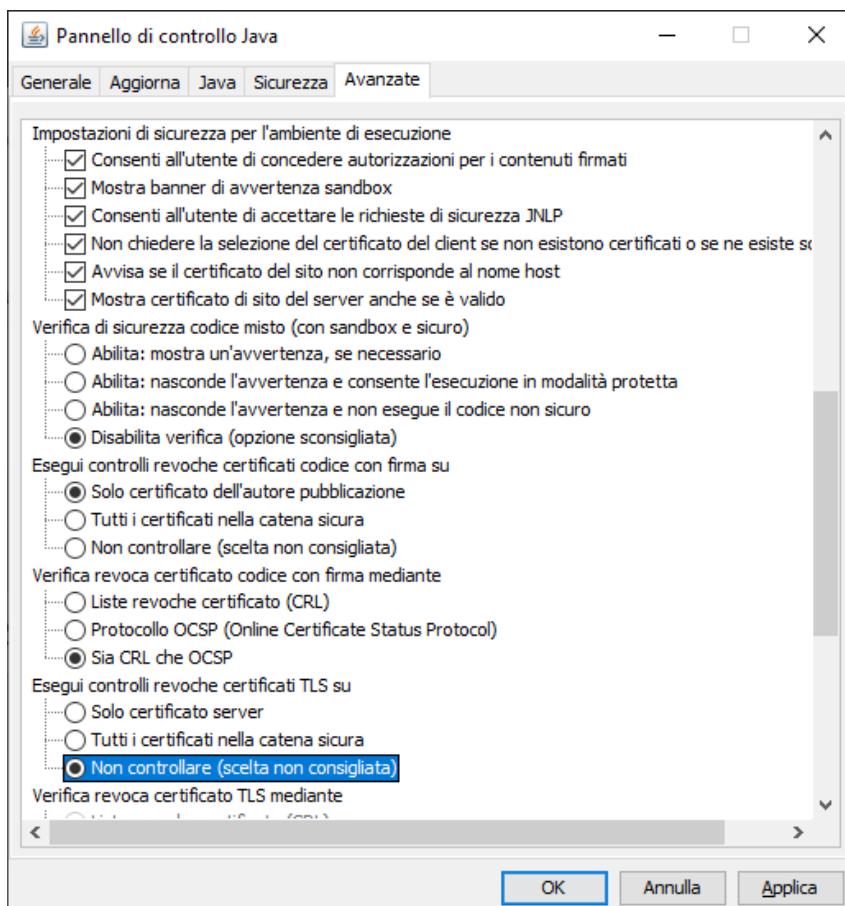 Pannello di controllo Java
Generale Aggiorna Java Sicurezza Avanzate
Impostazioni di sicurezza per l'ambiente di esecuzione
Consenti all'utente di concedere autorizzazioni per i contenuti firmati
Mostra banner di avvertenza sandbox
Consenti all'utente di accettare le richieste di sicurezza JNLP
Non chiedere la selezione del certificato del client se non esistono certificati o se ne esiste
Avvisa se il certificato del sito non corrisponde al nome host
Mostra certificato di sito del server anche se è valido
Verifica di sicurezza codice misto (con sandbox e sicuro)
Abilita: mostra un'avvertenza, se necessario
Abilita: nasconde l'avvertenza e consente l'esecuzione in modalità protetta
Abilita: nasconde l'avvertenza e non esegue il codice non sicuro
Disabilita verifica (opzione sconsigliata)
Esegui controlli revoche certificati codice con firma su
Solo certificato dell'autore pubblicazione
Tutti i certificati nella catena sicura
Non controllare (scelta non consigliata)
Verifica revoca certificato codice con firma mediante
Liste revoche certificato (CRL)
Protocollo OCSP (Online Certificate Status Protocol)
Sia CRL che OCSP
Esegui controlli revoche certificati TLS su
Solo certificato server
Tutti i certificati nella catena sicura
Non controllare (scelta non consigliata)
Verifica revoca certificato TLS mediante
OK Annulla Applica